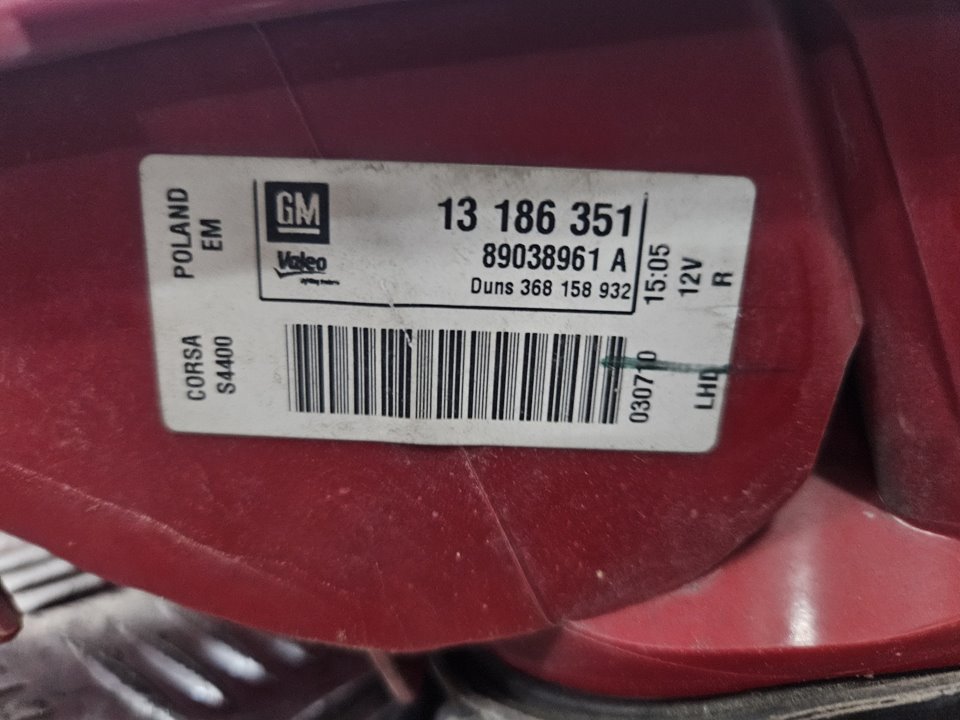 POLAND
EM
CORSA
S4400
GM
Valeo
13 186 351
89038961 A
Duns 368 158 932
15:05
12V
R
030710
LHD